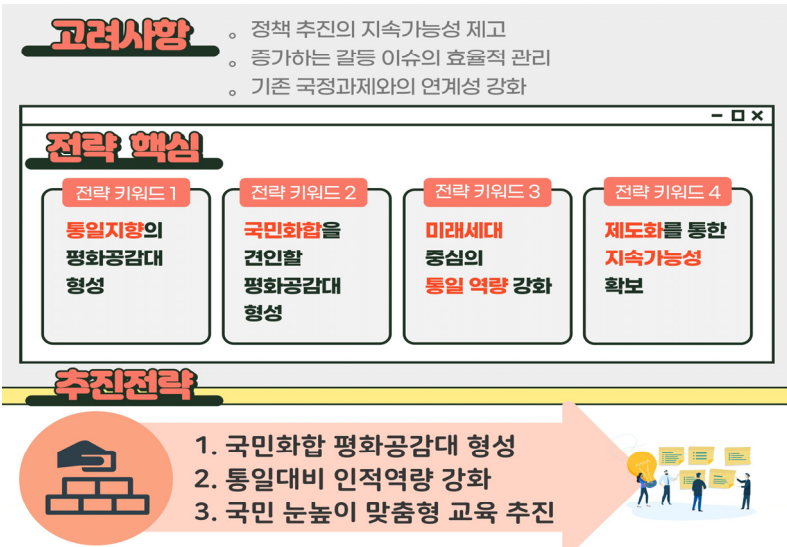 고려사항
。 정책 추진의 지속가능성 제고
。 증가하는 갈등 이슈의 효율적 관리
。 기존 국정과제와의 연계성 강화
전략 핵심
전략 키워드 1
통일지향의
평화공감대
형성
전략 키워드 2
국민화합을
견인할
평화공감대
형성
전략 키워드 3
미래세대
중심의
통일 역량 강화
전략 키워드 4
제도화를 통한
지속가능성
확보
추진전략
1. 국민화합 평화공감대 형성
2. 통일대비 인적역량 강화
3. 국민 눈높이 맞춤형 교육 추진